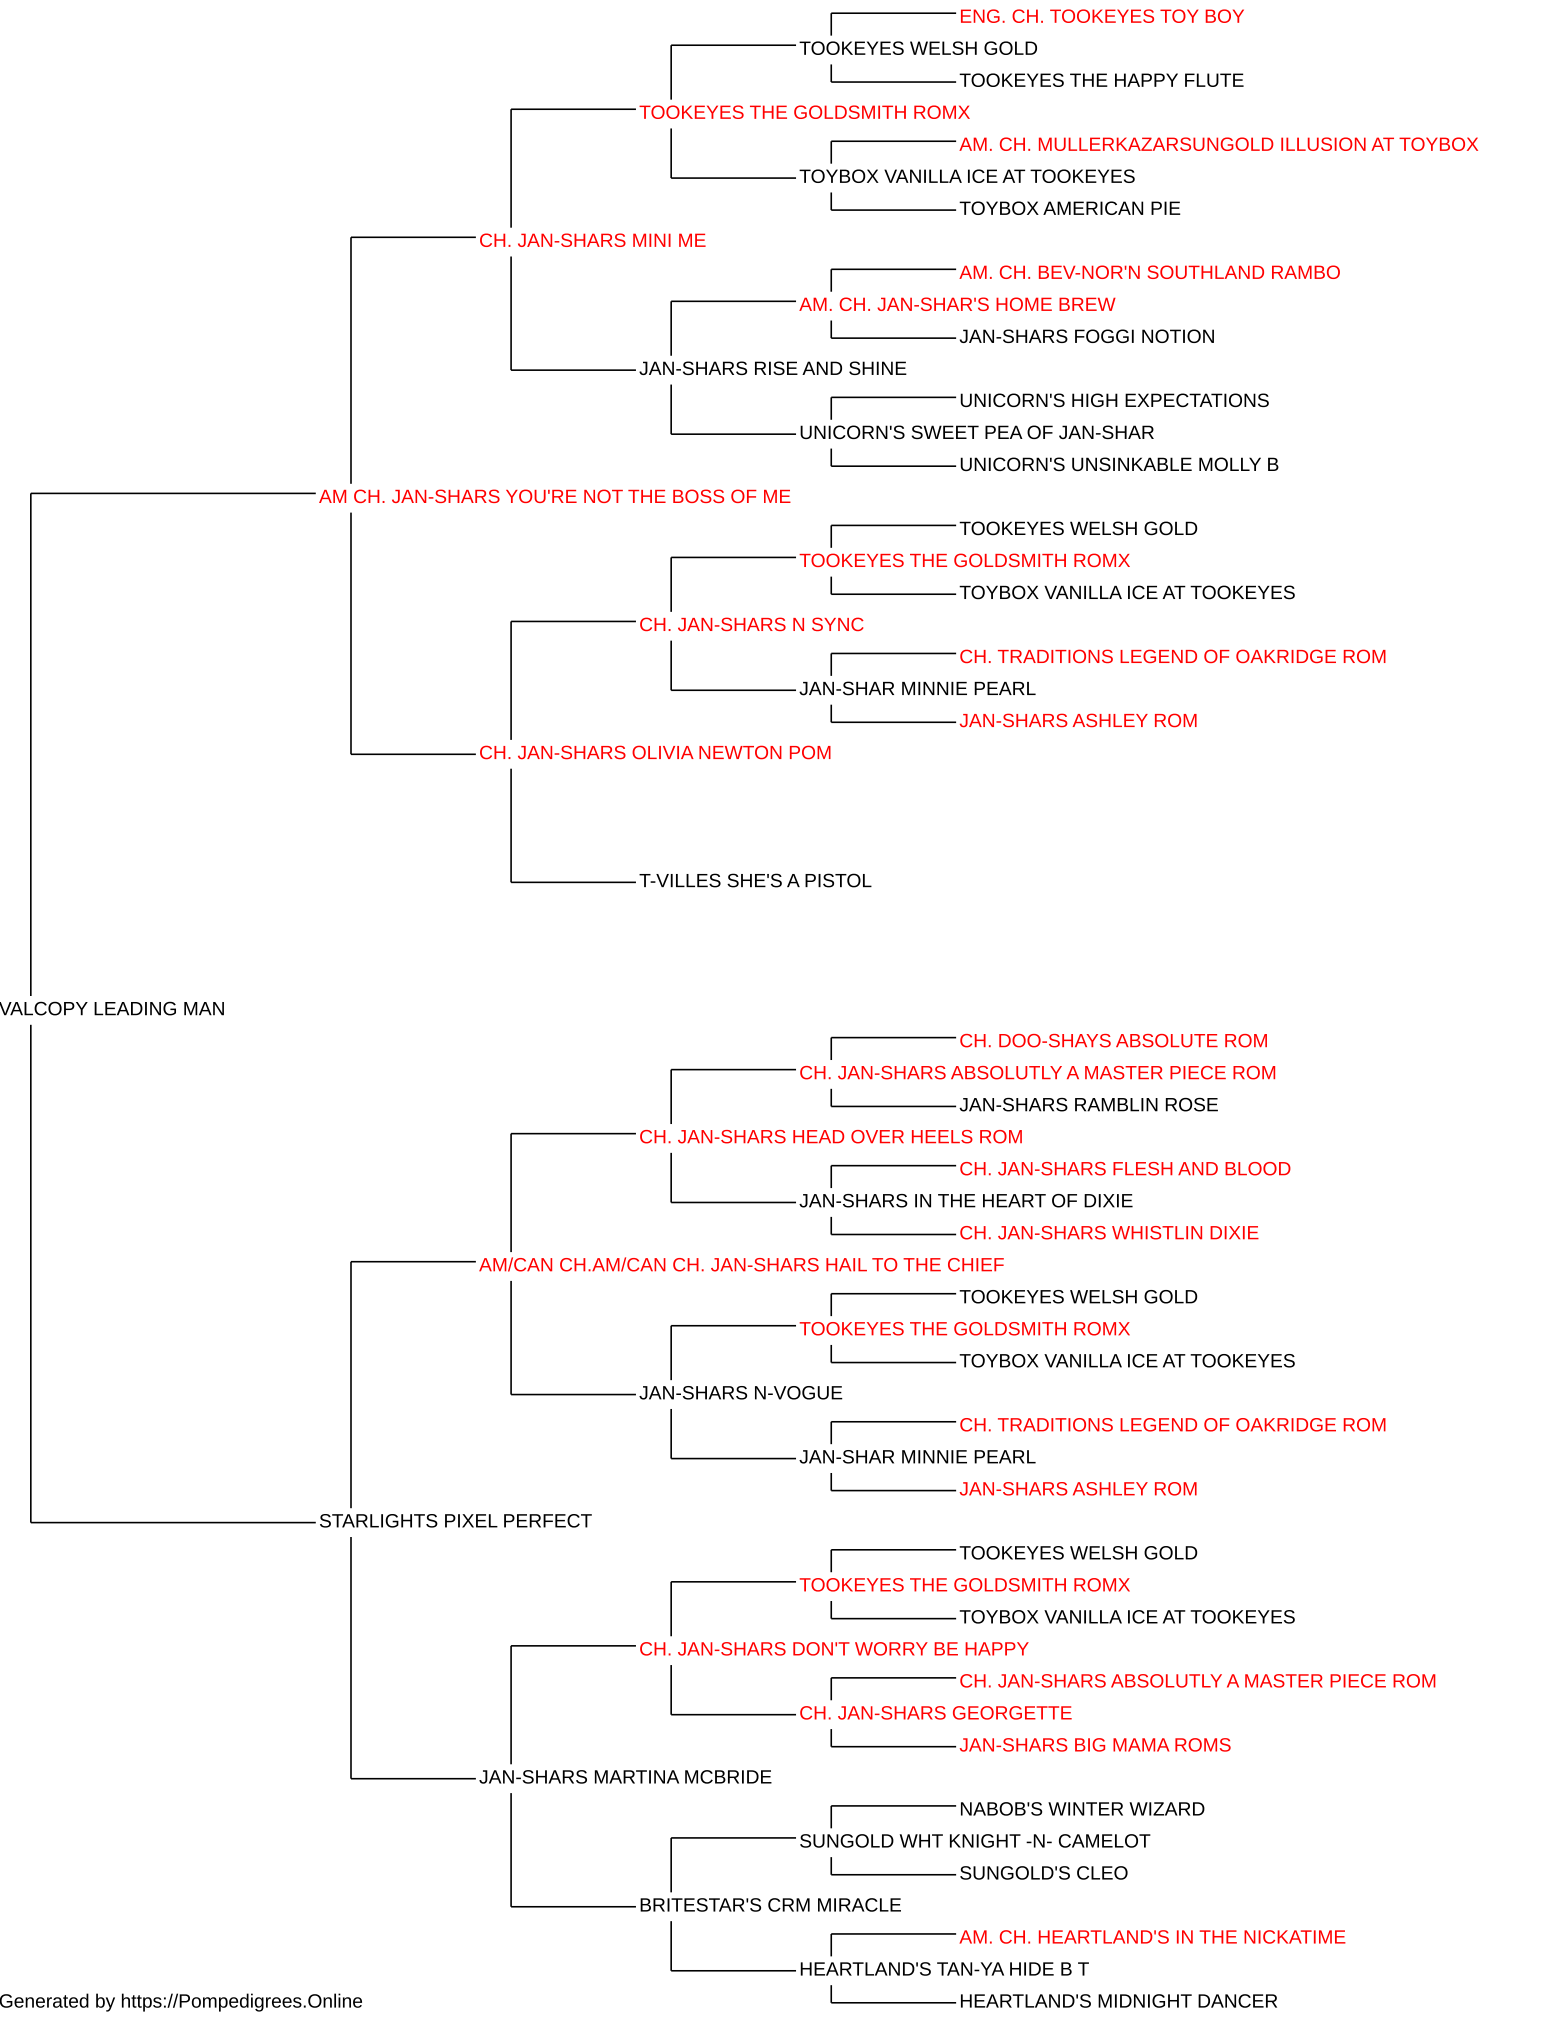 ENG. CH. TOOKEYES TOY BOY
TOOKEYES WELSH GOLD
TOOKEYES THE HAPPY FLUTE
TOOKEYES THE GOLDSMITH ROMX
AM. CH. MULLERKAZARSUNGOLD ILLUSION AT TOYBOX
TOYBOX VANILLA ICE AT TOOKEYES
TOYBOX AMERICAN PIE
CH. JAN-SHARS MINI ME
AM. CH. BEV-NOR'N SOUTHLAND RAMBO
AM. CH. JAN-SHAR'S HOME BREW
JAN-SHARS FOGGI NOTION
JAN-SHARS RISE AND SHINE
UNICORN'S HIGH EXPECTATIONS
UNICORN'S SWEET PEA OF JAN-SHAR
UNICORN'S UNSINKABLE MOLLY B
AM CH. JAN-SHARS YOU'RE NOT THE BOSS OF ME
TOOKEYES WELSH GOLD
TOOKEYES THE GOLDSMITH ROMX
TOYBOX VANILLA ICE AT TOOKEYES
CH. JAN-SHARS N SYNC
CH. TRADITIONS LEGEND OF OAKRIDGE ROM
JAN-SHAR MINNIE PEARL
JAN-SHARS ASHLEY ROM
CH. JAN-SHARS OLIVIA NEWTON POM
T-VILLES SHE'S A PISTOL
VALCOPY LEADING MAN
CH. DOO-SHAYS ABSOLUTE ROM
CH. JAN-SHARS ABSOLUTLY A MASTER PIECE ROM
JAN-SHARS RAMBLIN ROSE
CH. JAN-SHARS HEAD OVER HEELS ROM
CH. JAN-SHARS FLESH AND BLOOD
JAN-SHARS IN THE HEART OF DIXIE
CH. JAN-SHARS WHISTLIN DIXIE
AM/CAN CH.AM/CAN CH. JAN-SHARS HAIL TO THE CHIEF
TOOKEYES WELSH GOLD
TOOKEYES THE GOLDSMITH ROMX
TOYBOX VANILLA ICE AT TOOKEYES
JAN-SHARS N-VOGUE
CH. TRADITIONS LEGEND OF OAKRIDGE ROM
JAN-SHAR MINNIE PEARL
JAN-SHARS ASHLEY ROM
STARLIGHTS PIXEL PERFECT
TOOKEYES WELSH GOLD
TOOKEYES THE GOLDSMITH ROMX
TOYBOX VANILLA ICE AT TOOKEYES
CH. JAN-SHARS DON'T WORRY BE HAPPY
CH. JAN-SHARS ABSOLUTLY A MASTER PIECE ROM
CH. JAN-SHARS GEORGETTE
JAN-SHARS BIG MAMA ROMS
JAN-SHARS MARTINA MCBRIDE
NABOB'S WINTER WIZARD
SUNGOLD WHT KNIGHT -N- CAMELOT
SUNGOLD'S CLEO
BRITESTAR'S CRM MIRACLE
AM. CH. HEARTLAND'S IN THE NICKATIME
HEARTLAND'S TAN-YA HIDE B T
HEARTLAND'S MIDNIGHT DANCER
Generated by https://Pompedigrees.Online